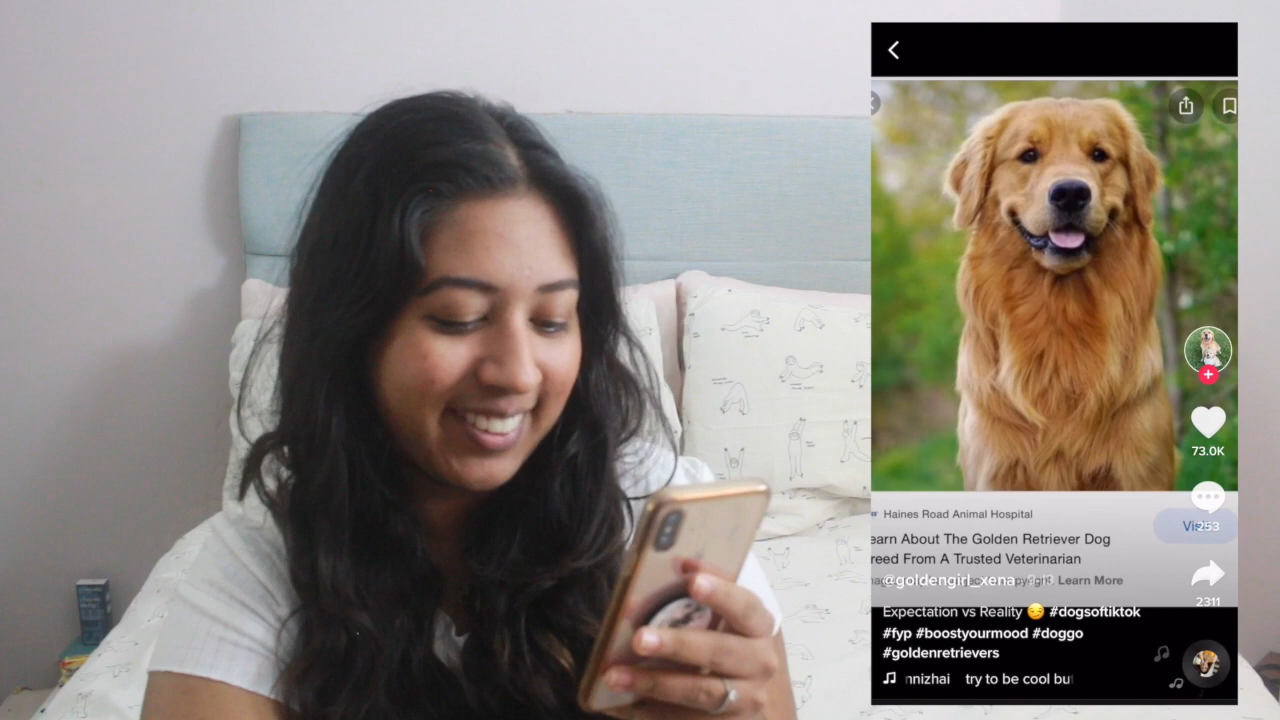 73.0K
Haines Road Animal Hospital
earn About The Golden Retriever Dog
reed From A Trusted Veterinarian
253
@goldengirl_xena
Learn More
2311
Expectation vs Reality 😏 #dogsoftiktok
#fyp #boostyourmood #doggo
#goldenretrievers
nnizhai try to be cool bu